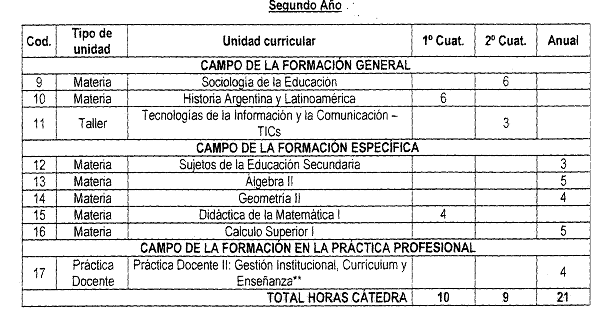 Segundo Año
Cod. Tipo de unidad Unidad curricular 1º Cuat. 2º Cuat. Anual
CAMPO DE LA FORMACIÓN GENERAL
9 Materia Sociología de la Educación 6
10 Materia Historia Argentina y Latinoamérica 6
11 Taller Tecnologías de la Información y la Comunicación – TICs 3
CAMPO DE LA FORMACIÓN ESPECÍFICA
12 Materia Sujetos de la Educación Secundaria 3
13 Materia Álgebra II 5
14 Materia Geometría II 4
15 Materia Didáctica de la Matemática I 4
16 Materia Calculo Superior I 5
CAMPO DE LA FORMACIÓN EN LA PRÁCTICA PROFESIONAL
17 Práctica Docente Práctica Docente II: Gestión Institucional, Curriculum y Enseñanza** 4
TOTAL HORAS CÁTEDRA 10 9 21